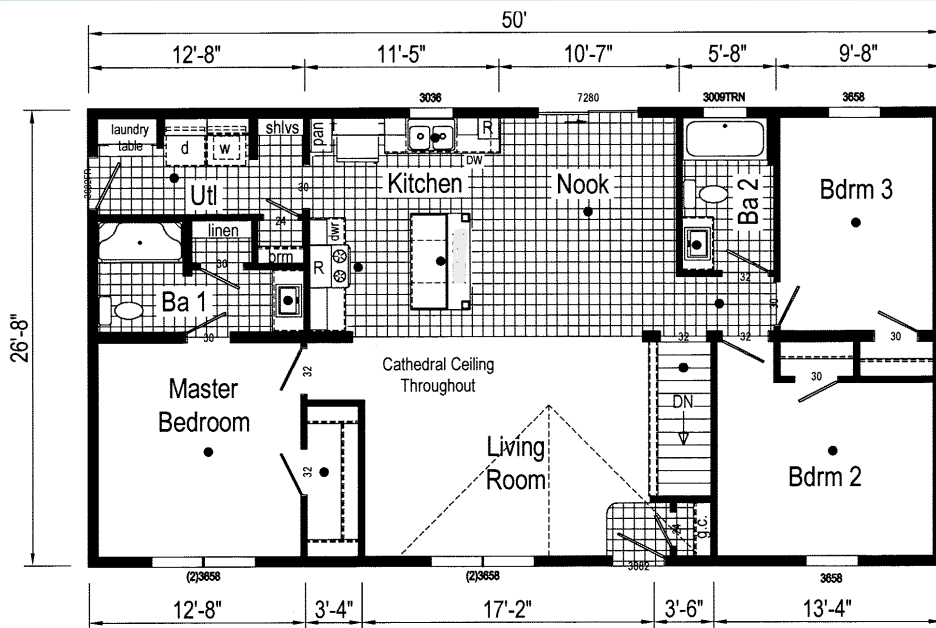 50'
12'-8"
11'-5"
10'-7"
5'-8"
9'-8"
3036
7280
3009TRN
3658
laundry
table
d
w
shlvs
pan
R
DW
Utl
30
Kitchen
Nook
Ba 2
Bdrm 3
24
linen
30
brm
dwr
R
32
30
Ba 1
30
26'-8"
32
32
30
30
Master
Bedroom
32
Cathedral Ceiling
Throughout
DN
Living
Room
32
Bdrm 2
24
g.c.
3882
(2)3658
(2)3658
3658
12'-8"
3'-4"
17'-2"
3'-6"
13'-4"